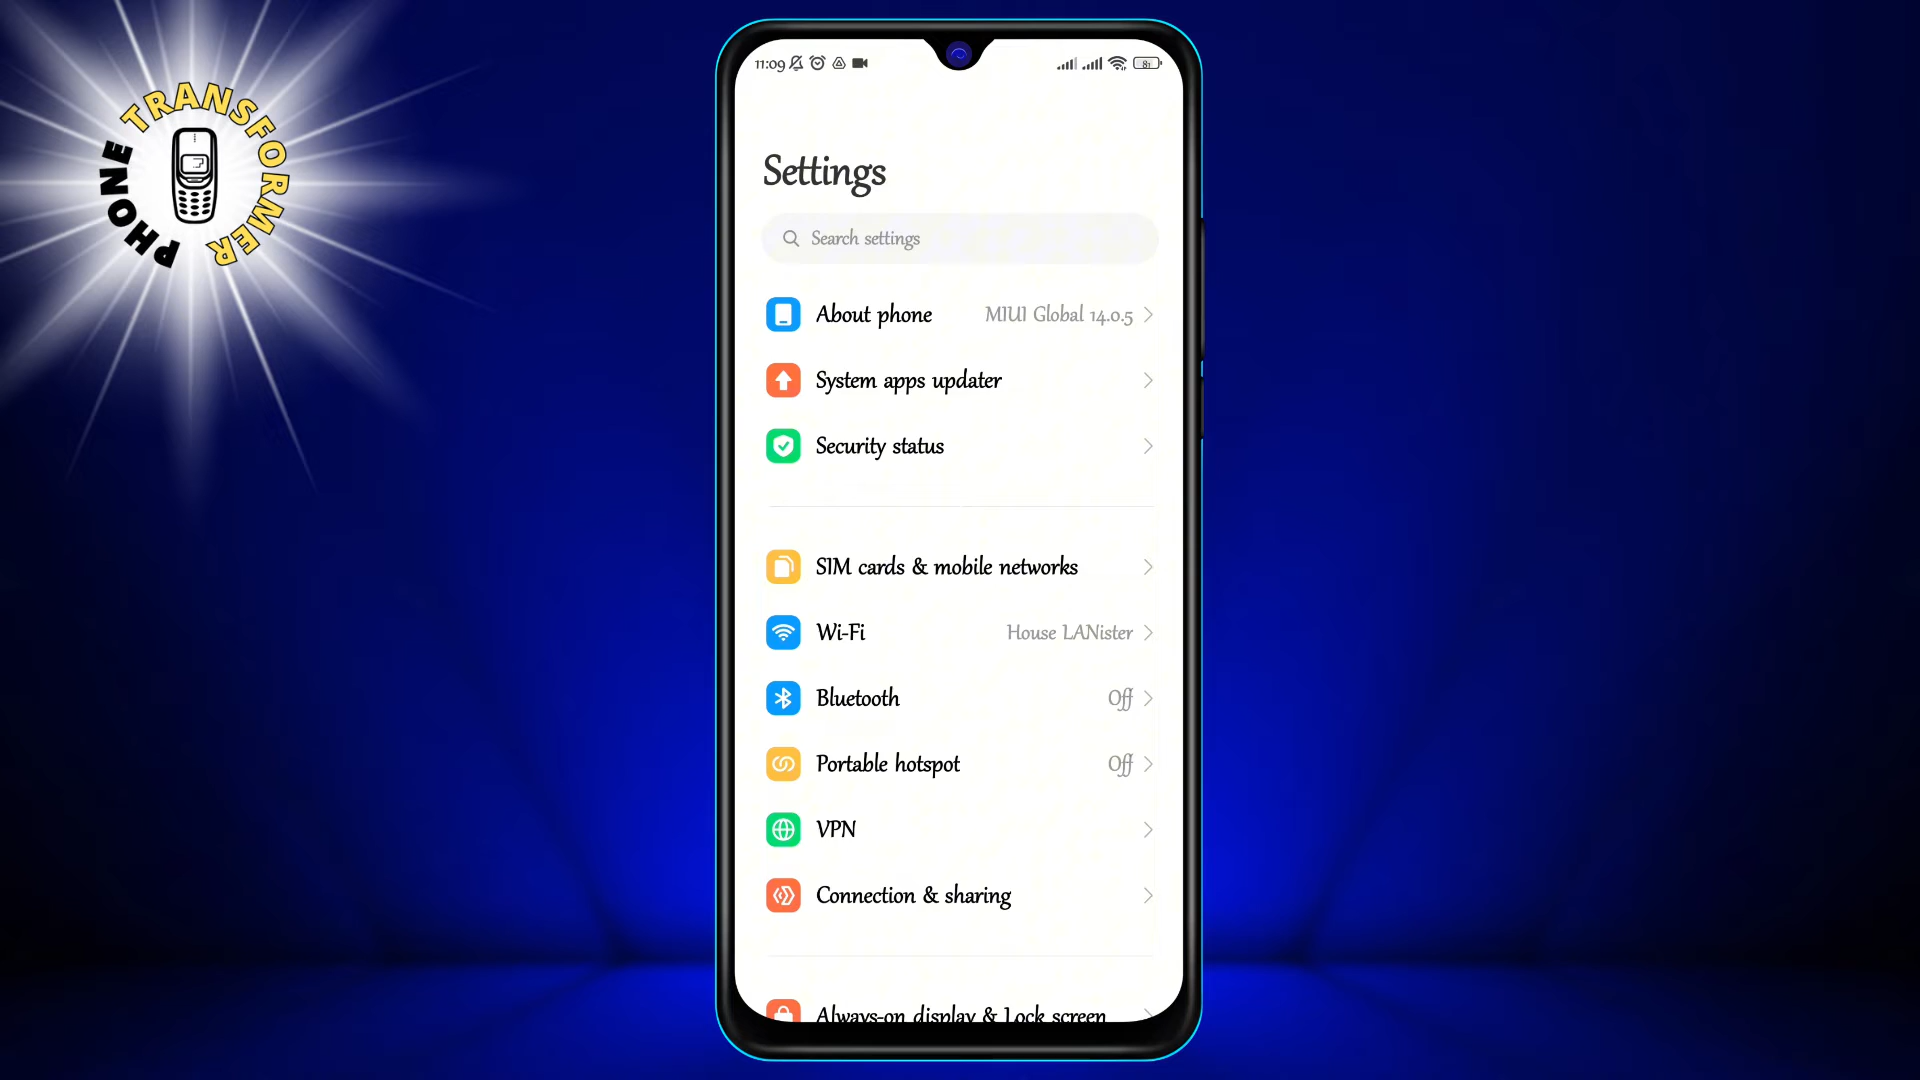 PHONE TRANSFORMER
11:09
81
Settings
Search settings
About phone MIUI Global 14.0.5
System apps updater
Security status
SIM cards & mobile networks
Wi-Fi House LANister
Bluetooth Off
Portable hotspot Off
VPN
Connection & sharing
Always-on display & Lock screen